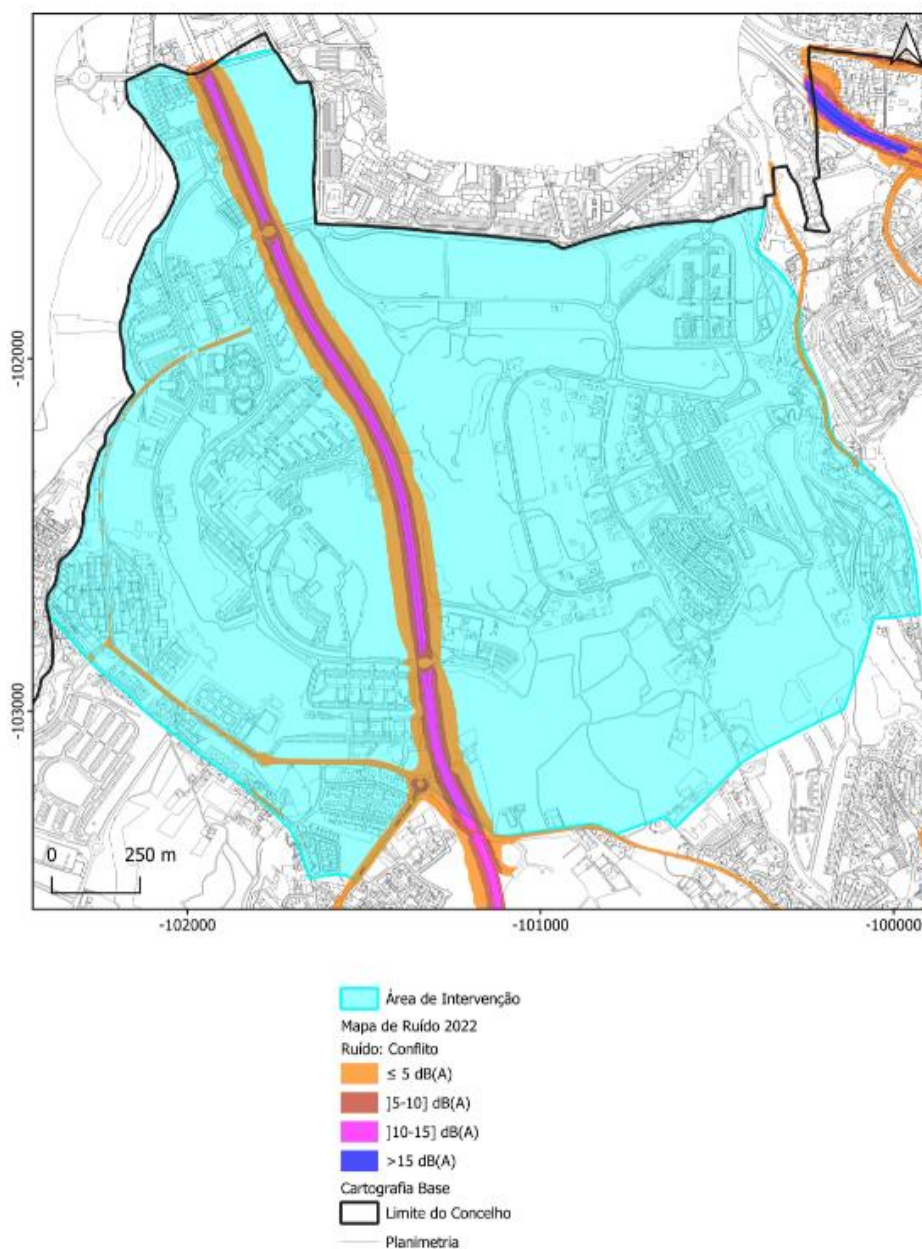 -102000
-103000
0 250 m
-102000 -101000 -100000
Área de Intervenção
Mapa de Ruído 2022
Ruído: Conflito
≤ 5 dB(A)
]5-10] dB(A)
]10-15] dB(A)
>15 dB(A)
Cartografia Base
Limite do Concelho
Planimetria